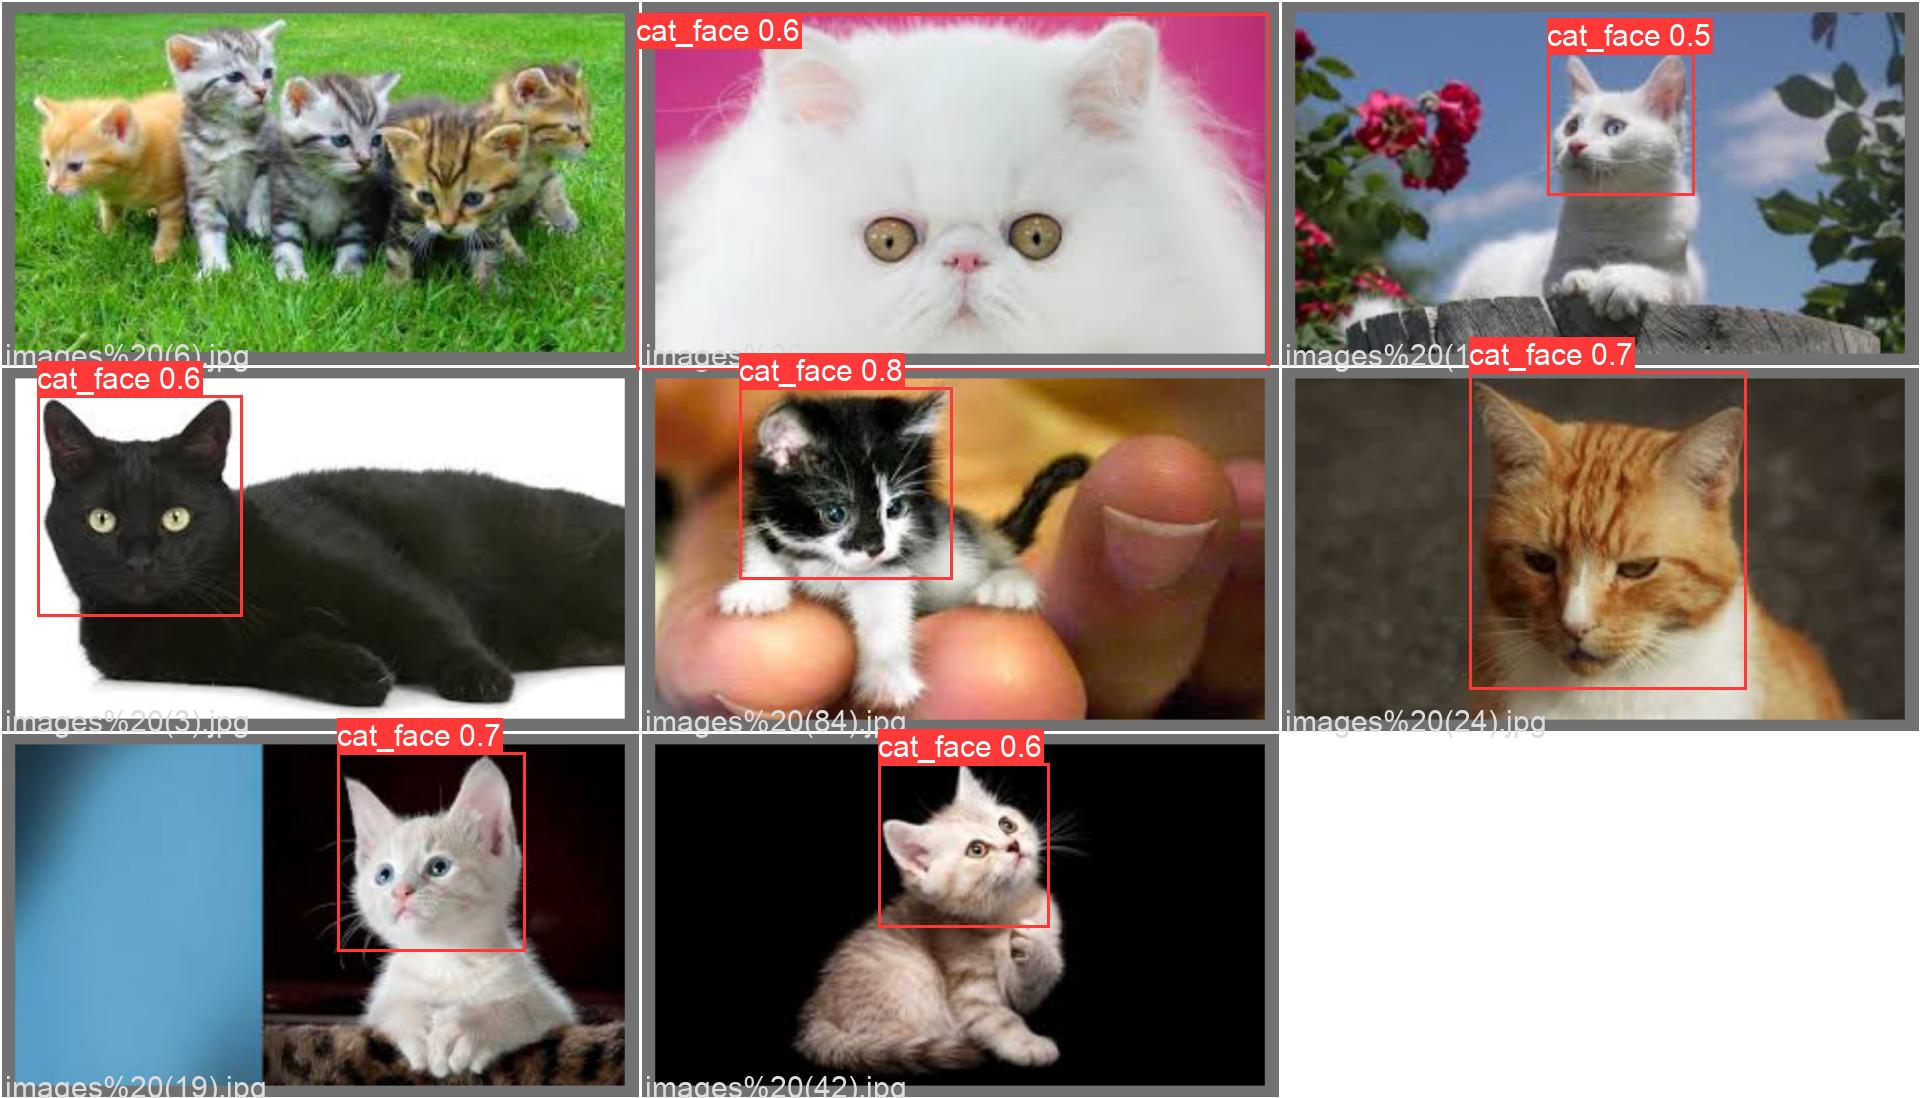 cat_face 0.6
cat_face 0.5
images%20(6).jpg
images%20
images%20(1
cat_face 0.6
cat_face 0.8
cat_face 0.7
images%20(3).jpg
images%20(84).jpg
images%20(24).jpg
cat_face 0.7
cat_face 0.6
images%20(19).jpg
images%20(42).jpg